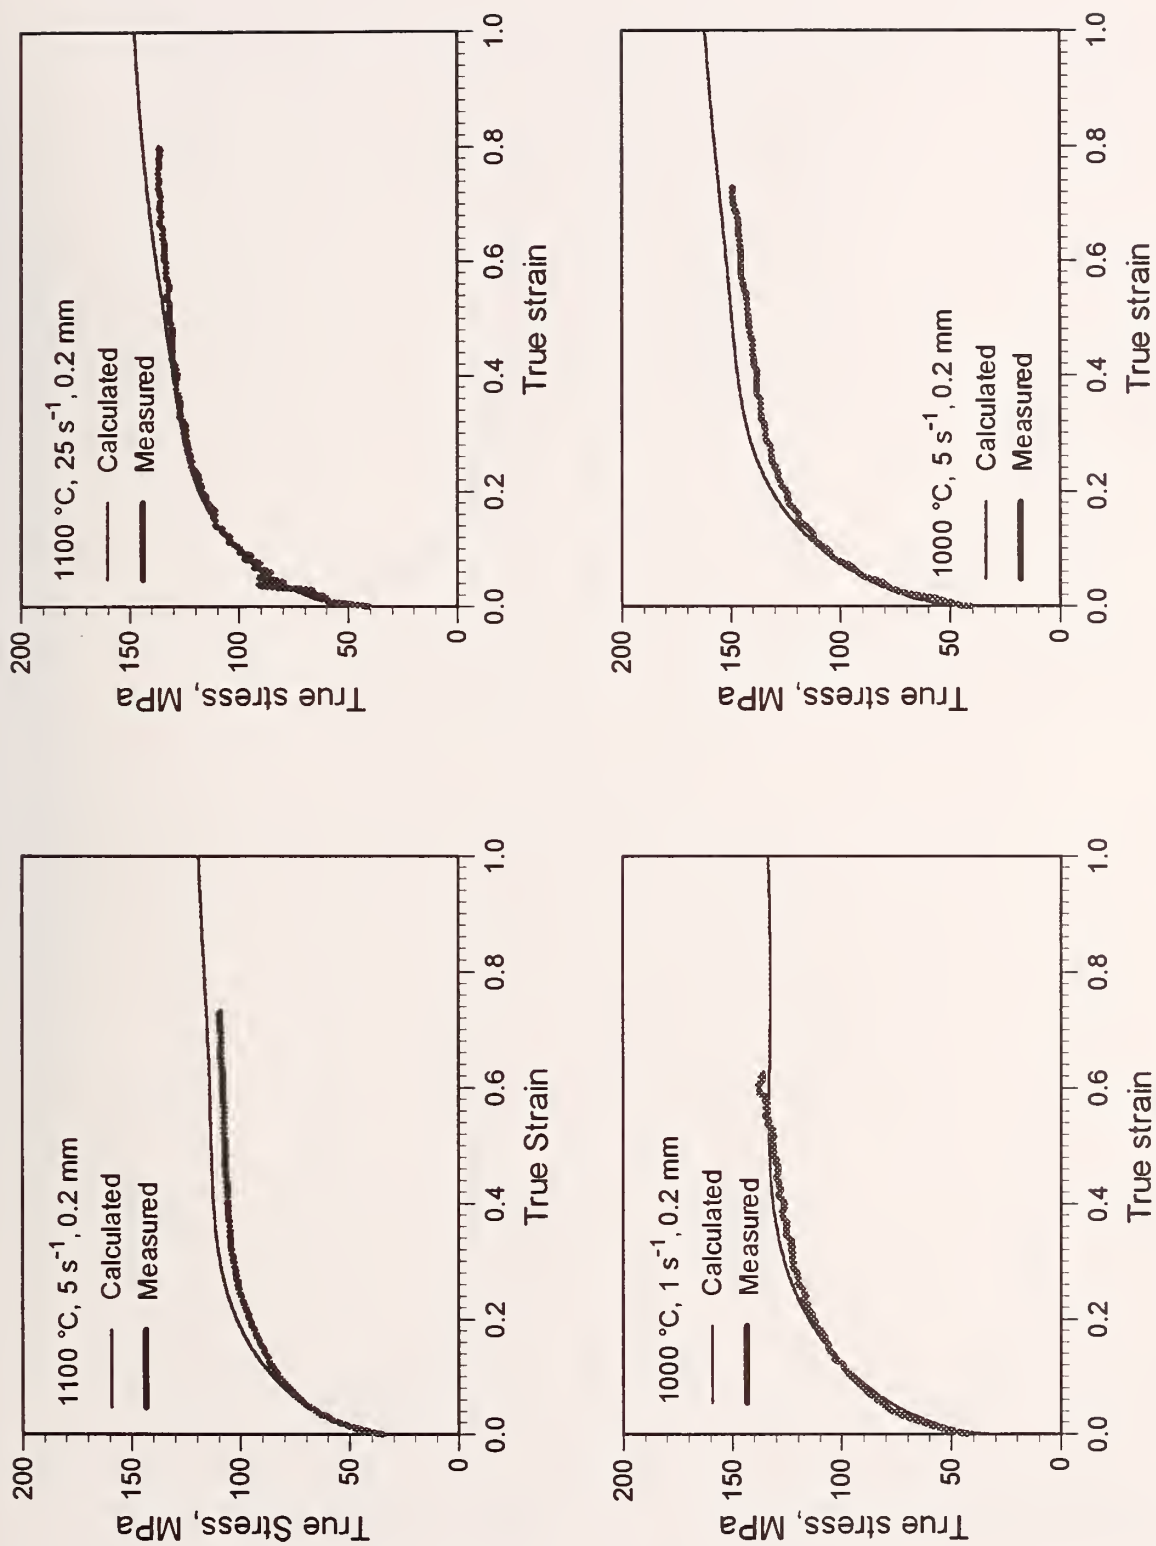 1100 °C, 5 s⁻¹, 0.2 mm
Calculated
Measured
200
150
100
50
0
True Stress, MPa
0.0 0.2 0.4 0.6 0.8 1.0
True Strain
1100 °C, 25 s⁻¹, 0.2 mm
Calculated
Measured
200
150
100
50
0
True stress, MPa
0.0 0.2 0.4 0.6 0.8 1.0
True strain
1000 °C, 1 s⁻¹, 0.2 mm
Calculated
Measured
200
150
100
50
0
True stress, MPa
0.0 0.2 0.4 0.6 0.8 1.0
True strain
1000 °C, 5 s⁻¹, 0.2 mm
Calculated
Measured
200
150
100
50
0
True stress, MPa
0.0 0.2 0.4 0.6 0.8 1.0
True strain